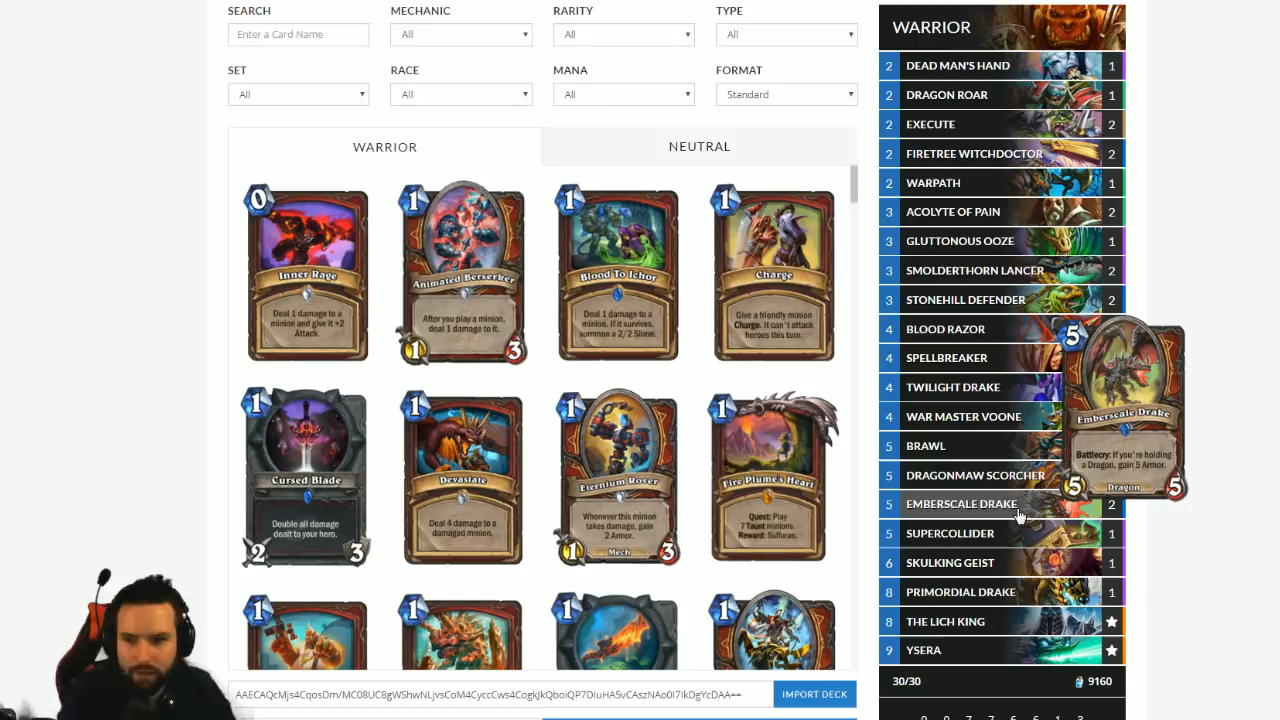 SEARCH
MECHANIC
RARITY
TYPE
Enter a Card Name
All
All
All
SET
RACE
MANA
FORMAT
All
All
All
Standard
WARRIOR
NEUTRAL
0
Inner Rage
Deal 1 damage to a
minion and give it +2
Attack.
1
Animated Berserker
After you play a minion,
deal 1 damage to it.
1
3
1
Blood To Ichor
Deal 1 damage to a
minion. If it survives,
summon a 2/2 Slime.
1
Charge
Give a friendly minion
Charge. It can't attack
heroes this turn.
1
Cursed Blade
Double all damage
dealt to your hero.
2
3
1
Devastate
Deal 4 damage to a
damaged minion.
1
Eternium Rover
Whenever this minion
takes damage, gain
2 Armor.
Mech
1
3
1
Fire Plume's Heart
Quest: Play
7 Taunt minions.
Reward: Sulfuras.
1
1
1
1
AAECAQcMjs4CqosDm/MC08UC8gWShwNLjvsCoM4CyccCws4CogkJkQboiQP7DIuHA5vCAszNAo0I7IkDgYcDAA==
IMPORT DECK
WARRIOR
2 DEAD MAN'S HAND 1
2 DRAGON ROAR 1
2 EXECUTE 2
2 FIRETREE WITCHDOCTOR 2
2 WARPATH 1
3 ACOLYTE OF PAIN 2
3 GLUTTONOUS OOZE 1
3 SMOLDERTHORN LANCER 2
3 STONEHILL DEFENDER 2
4 BLOOD RAZOR
4 SPELLBREAKER
4 TWILIGHT DRAKE
4 WAR MASTER VOONE
5 BRAWL
5 DRAGONMAW SCORCHER
5 EMBERSCALE DRAKE 2
5 SUPERCOLLIDER 1
6 SKULKING GEIST 1
8 PRIMORDIAL DRAKE 1
8 THE LICH KING
9 YSERA
30/30
9160
0 0 7 7 6 6 1 3
5
Emberscale Drake
Battlecry: If you're holding
a Dragon, gain 5 Armor.
Dragon
5
5